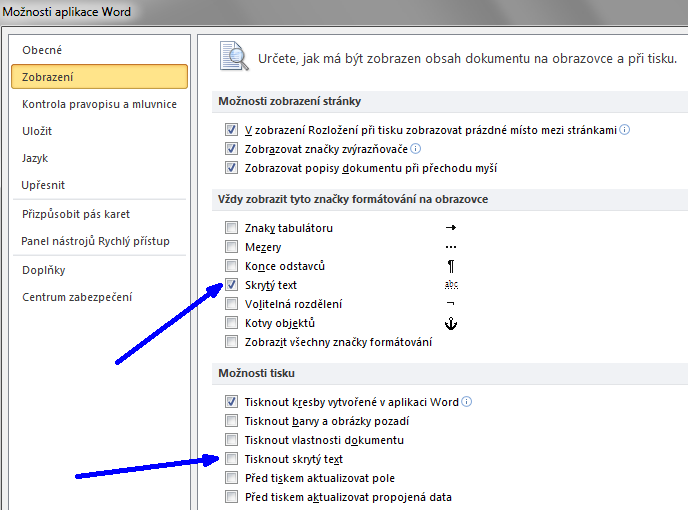 Možnosti aplikace Word
Obecné
Zobrazení
Kontrola pravopisu a mluvnice
Uložit
Jazyk
Upřesnit
Přizpůsobit pás karet
Panel nástrojů Rychlý přístup
Doplňky
Centrum zabezpečení
Určete, jak má být zobrazen obsah dokumentu na obrazovce a při tisku.
Možnosti zobrazení stránky
V zobrazení Rozložení při tisku zobrazovat prázdné místo mezi stránkami
Zobrazovat značky zvýrazňovače
Zobrazovat popisy dokumentu při přechodu myší
Vždy zobrazit tyto značky formátování na obrazovce
Znaky tabulátoru →
Mezery ···
Konce odstavců ¶
Skrytý text abc
Volitelná rozdělení ¬
Kotvy objektů
Zobrazit všechny značky formátování
Možnosti tisku
Tisknout kresby vytvořené v aplikaci Word
Tisknout barvy a obrázky pozadí
Tisknout vlastnosti dokumentu
Tisknout skrytý text
Před tiskem aktualizovat pole
Před tiskem aktualizovat propojená data